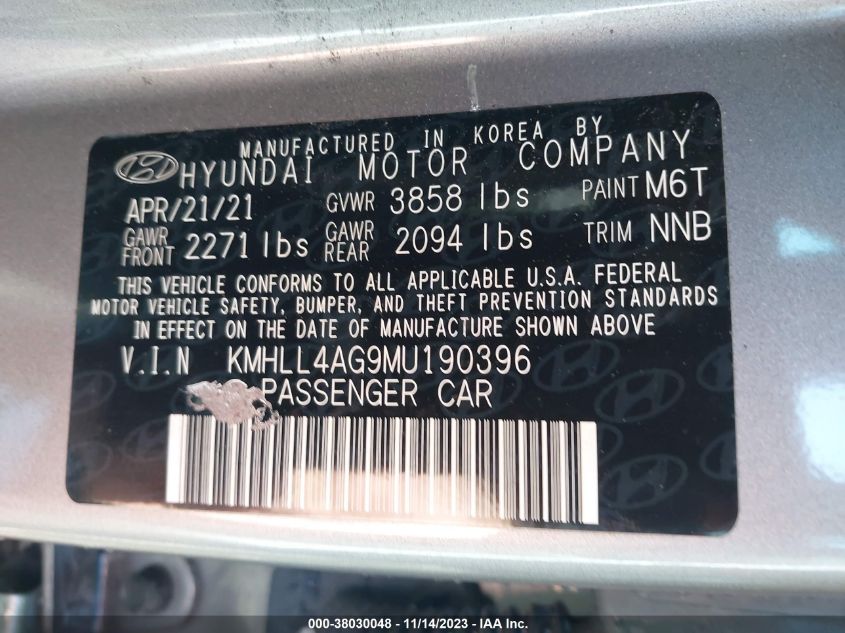 MANUFACTURED IN KOREA BY
HYUNDAI MOTOR COMPANY
APR/21/21 GVWR 3858 lbs PAINT M6T
GAWR FRONT 2271 lbs GAWR REAR 2094 lbs TRIM NNB
THIS VEHICLE CONFORMS TO ALL APPLICABLE U.S.A. FEDERAL
MOTOR VEHICLE SAFETY, BUMPER, AND THEFT PREVENTION STANDARDS
IN EFFECT ON THE DATE OF MANUFACTURE SHOWN ABOVE
V.I.N KMHLL4AG9MU190396
PASSENGER CAR
000-38030048 - 11/14/2023 - IAA Inc.